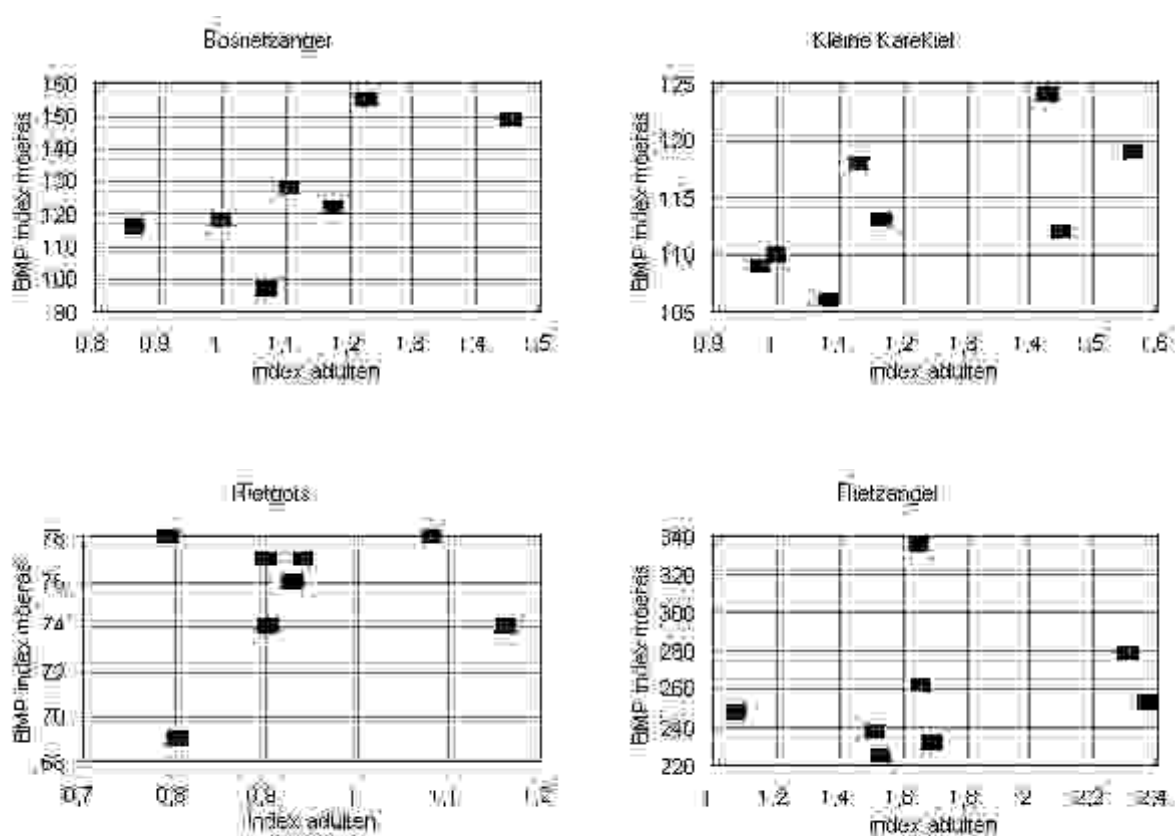 Bosrietzanger
BMP index moeras
160
150
140
130
120
110
100
90
0,8 0,9 1 1,1 1,2 1,3 1,4 1,5
index adulten
Kleine Karekiet
BMP index moeras
125
120
115
110
105
0,9 1 1,1 1,2 1,3 1,4 1,5 1,6
index adulten
Rietgors
BMP index moeras
78
76
74
72
70
68
0,7 0,8 0,9 1 1,1 1,2
index adulten
Rietzanger
BMP index moeras
340
320
300
280
260
240
220
1 1,2 1,4 1,6 1,8 2 2,2 2,4
index adulten